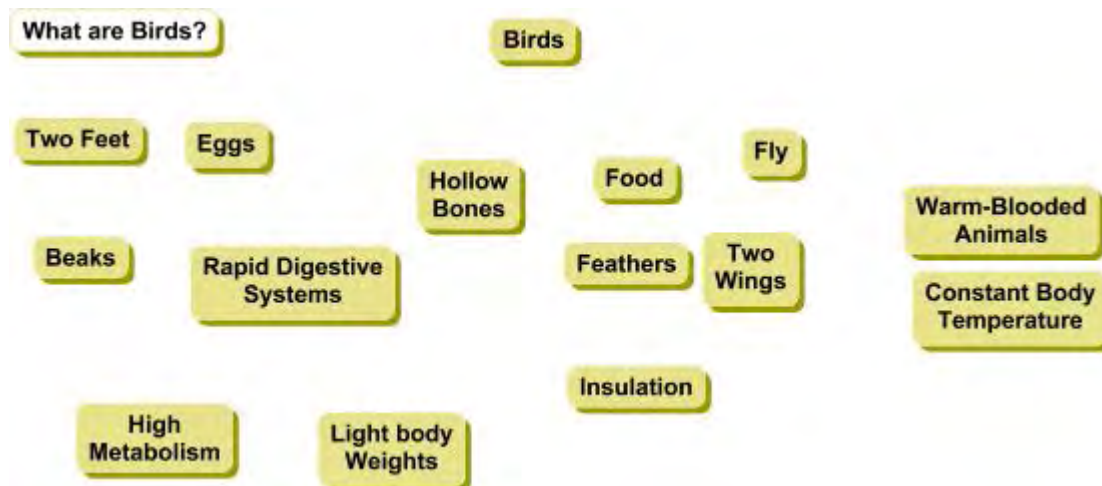 What are Birds?
Birds
Two Feet
Eggs
Fly
Hollow
Bones
Food
Warm-Blooded
Animals
Beaks
Rapid Digestive
Systems
Feathers
Two
Wings
Constant Body
Temperature
Insulation
High
Metabolism
Light body
Weights